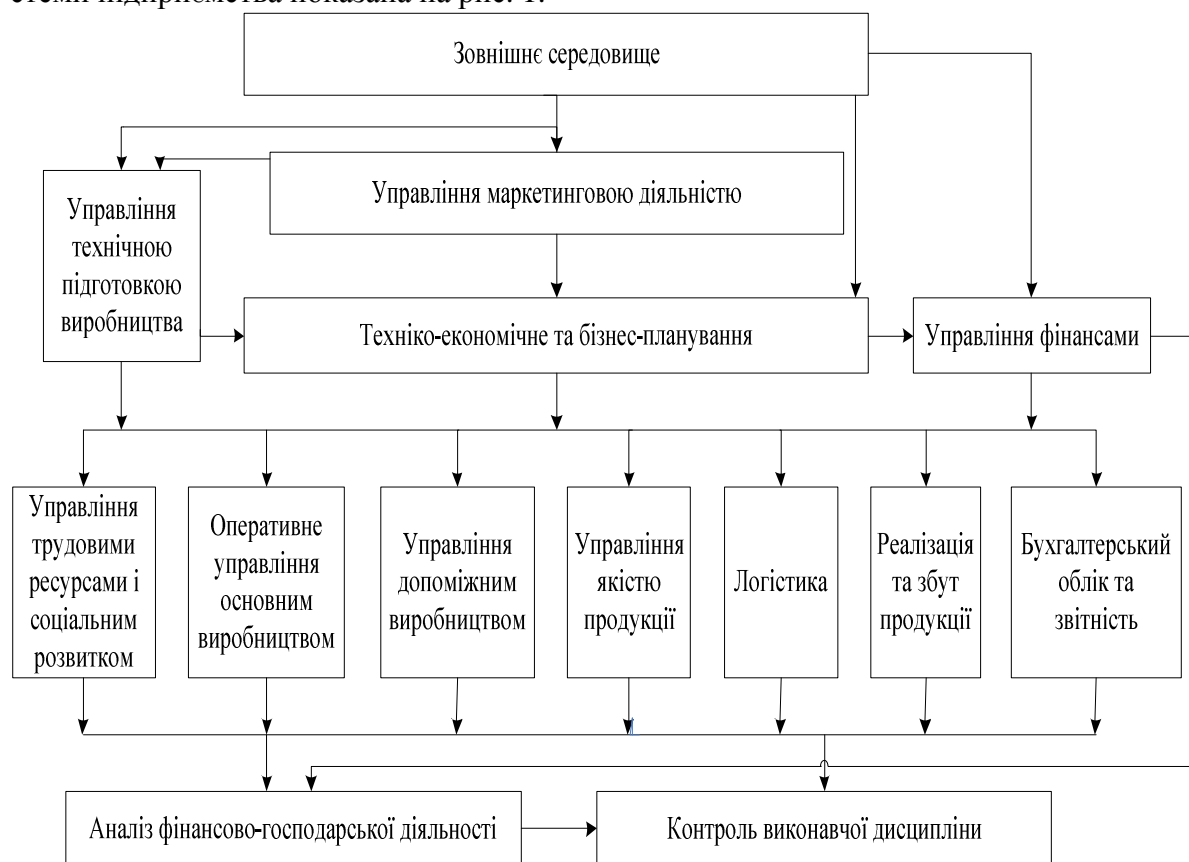 стеми підприємства показана на рис. 1.
Зовнішнє середовище
Управління маркетинговою діяльністю
Управління
технічною
підготовкою
виробництва
Техніко-економічне та бізнес-планування
Управління фінансами
Управління
трудовими
ресурсами і
соціальним
розвитком
Оперативне
управління
основним
виробництвом
Управління
допоміжним
виробництвом
Управління
якістю
продукції
Логістика
Реалізація
та збут
продукції
Бухгалтерський
облік та
звітність
Аналіз фінансово-господарської діяльності
Контроль виконавчої дисципліни